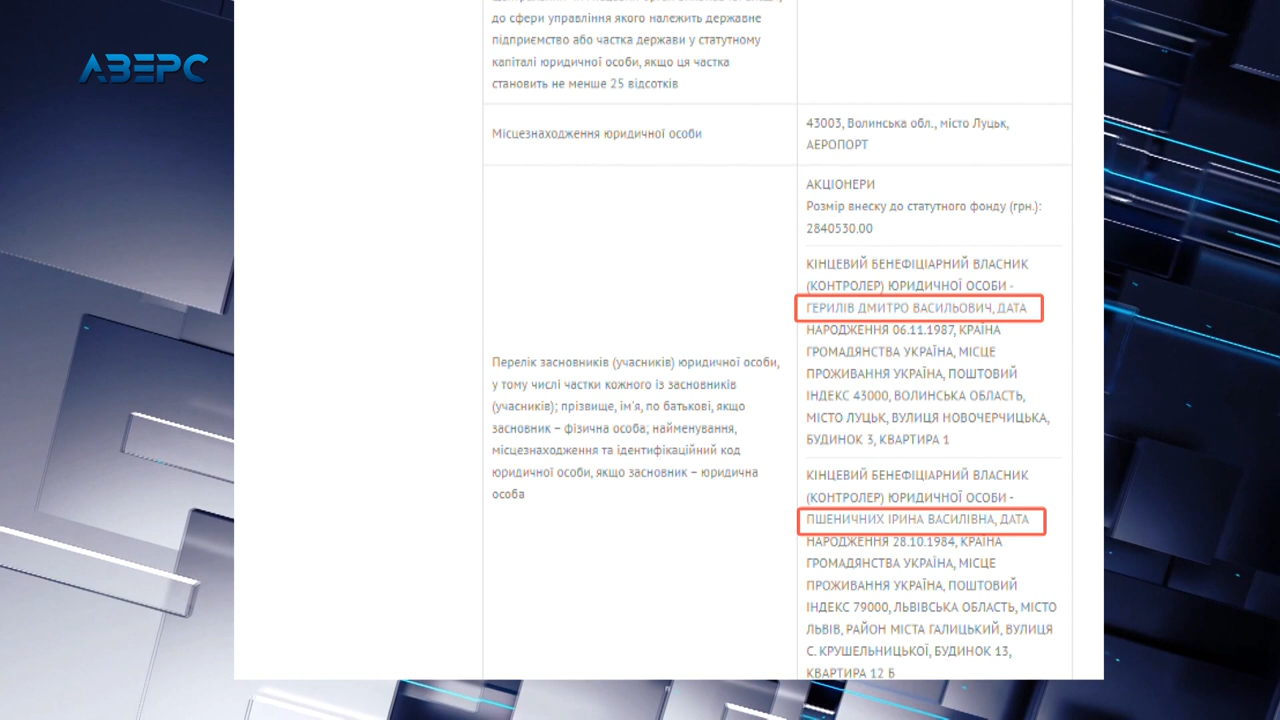 АВЕРС
до сфери управління якого належить державне
підприємство або частка держави у статутному
капіталі юридичної особи, якщо ця частка
становить не менше 25 відсотків
Місцезнаходження юридичної особи
43003, Волинська обл., місто Луцьк,
АЕРОПОРТ
Перелік засновників (учасників) юридичної особи,
у тому числі частки кожного із засновників
(учасників); прізвище, ім'я, по батькові, якщо
засновник – фізична особа; найменування,
місцезнаходження та ідентифікаційний код
юридичної особи, якщо засновник – юридична
особа
АКЦІОНЕРИ
Розмір внеску до статутного фонду (грн.):
2840530.00
КІНЦЕВИЙ БЕНЕФІЦІАРНИЙ ВЛАСНИК
(КОНТРОЛЕР) ЮРИДИЧНОЇ ОСОБИ -
ГЕРИЛІВ ДМИТРО ВАСИЛЬОВИЧ, ДАТА
НАРОДЖЕННЯ 06.11.1987, КРАЇНА
ГРОМАДЯНСТВА УКРАЇНА, МІСЦЕ
ПРОЖИВАННЯ УКРАЇНА, ПОШТОВИЙ
ІНДЕКС 43000, ВОЛИНСЬКА ОБЛАСТЬ,
МІСТО ЛУЦЬК, ВУЛИЦЯ НОВОЧЕРЧИЦЬКА,
БУДИНОК 3, КВАРТИРА 1
КІНЦЕВИЙ БЕНЕФІЦІАРНИЙ ВЛАСНИК
(КОНТРОЛЕР) ЮРИДИЧНОЇ ОСОБИ -
ПШЕНИЧНИХ ІРИНА ВАСИЛІВНА, ДАТА
НАРОДЖЕННЯ 28.10.1984, КРАЇНА
ГРОМАДЯНСТВА УКРАЇНА, МІСЦЕ
ПРОЖИВАННЯ УКРАЇНА, ПОШТОВИЙ
ІНДЕКС 79000, ЛЬВІВСЬКА ОБЛАСТЬ, МІСТО
ЛЬВІВ, РАЙОН МІСТА ГАЛИЦЬКИЙ, ВУЛИЦЯ
С. КРУШЕЛЬНИЦЬКОЇ, БУДИНОК 13,
КВАРТИРА 12 Б